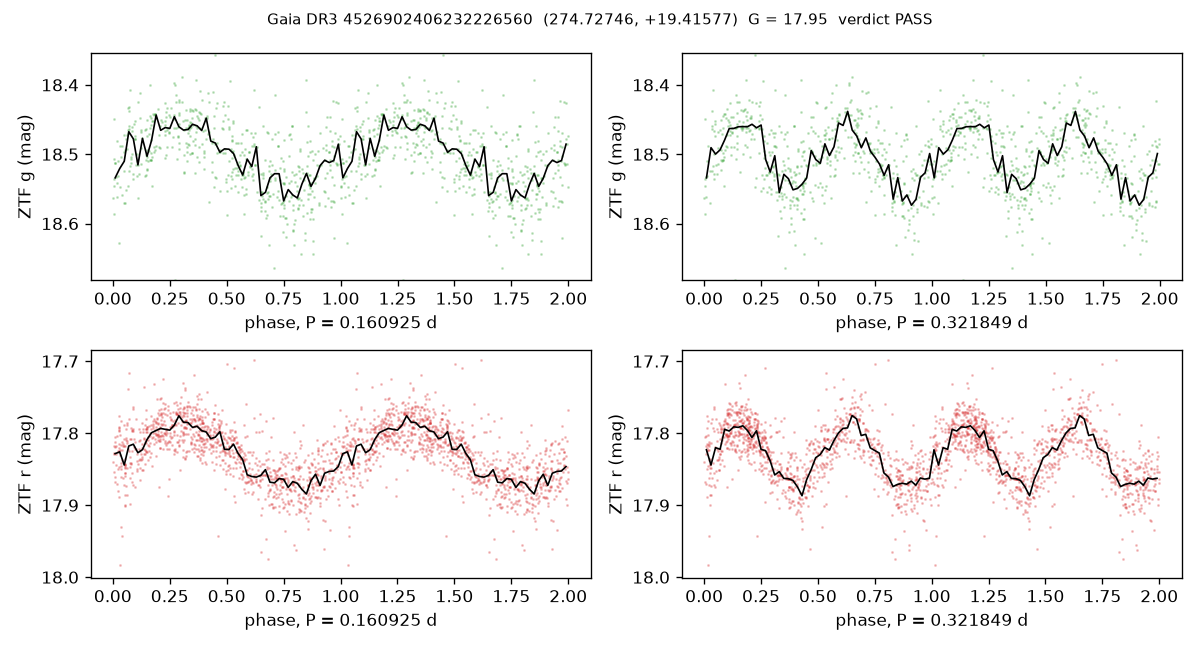 Gaia DR3 4526902406232226560 (274.72746, +19.41577) G = 17.95 verdict PASS
ZTF g (mag)
18.4
18.5
18.6
0.00 0.25 0.50 0.75 1.00 1.25 1.50 1.75 2.00
phase, P = 0.160925 d
ZTF g (mag)
18.4
18.5
18.6
0.00 0.25 0.50 0.75 1.00 1.25 1.50 1.75 2.00
phase, P = 0.321849 d
ZTF r (mag)
17.7
17.8
17.9
18.0
0.00 0.25 0.50 0.75 1.00 1.25 1.50 1.75 2.00
phase, P = 0.160925 d
ZTF r (mag)
17.7
17.8
17.9
18.0
0.00 0.25 0.50 0.75 1.00 1.25 1.50 1.75 2.00
phase, P = 0.321849 d